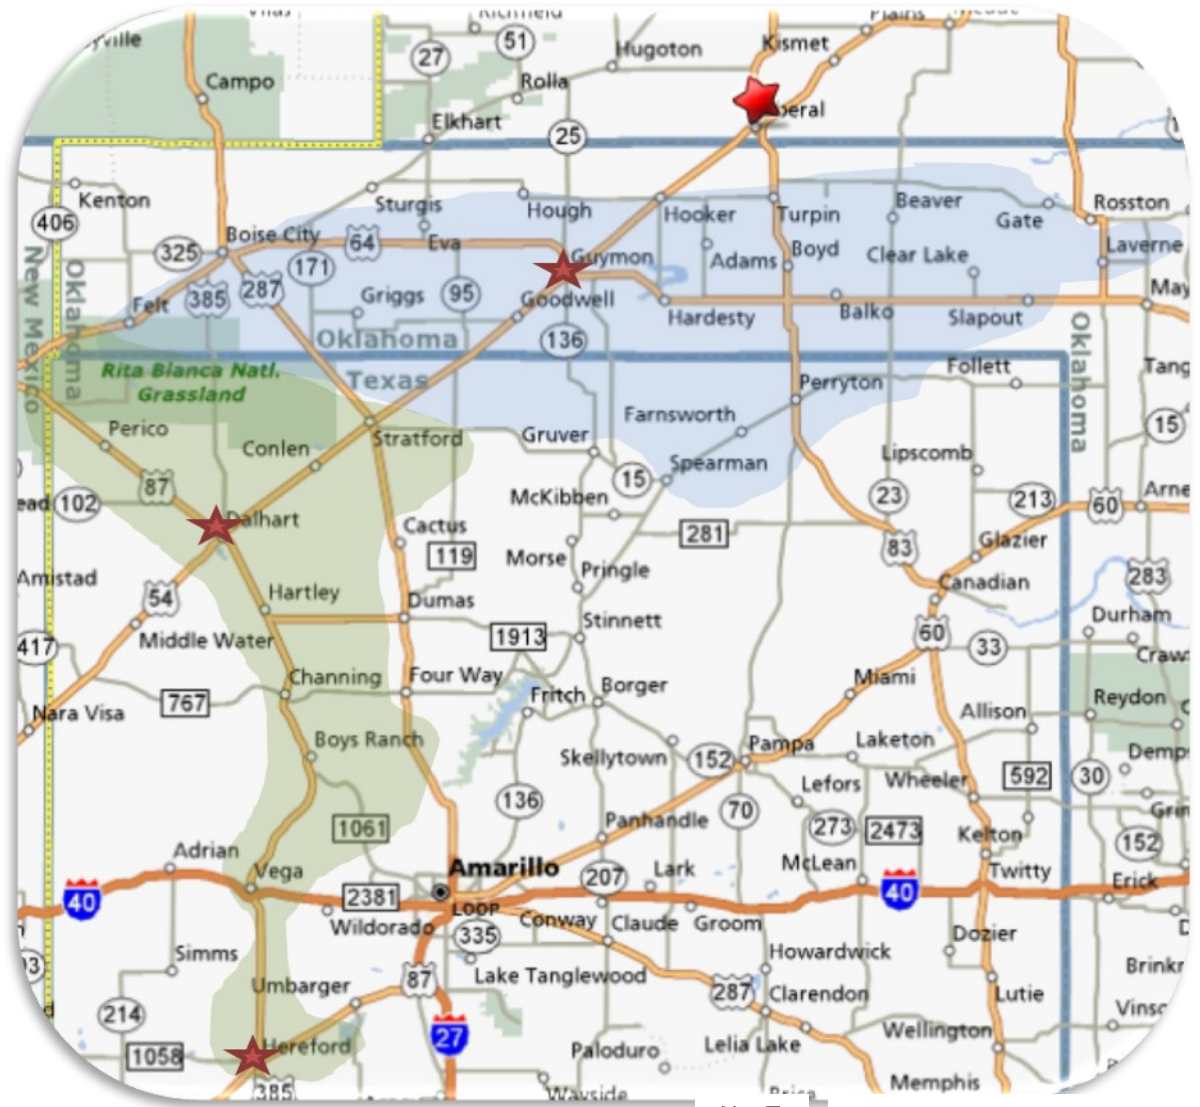 Campo
27
51
Rolla
Hugoton
Kismet
Plains
Elkhart
25
Kenton
406
Sturgis
Hough
Hooker
Turpin
Beaver
Gate
Rosston
325
Boise City
64
Eva
Guymon
Adams
Boyd
Clear Lake
Laverne
New Mexico
Oklahoma
171
Felt
385
287
Griggs
95
Goodwell
Hardesty
Balko
Slapout
136
Oklahoma
Texas
Oklahoma
Rita Blanca Natl.
Grassland
Follett
Perryton
Perico
Conlen
Stratford
Gruver
Farnsworth
15
Spearman
Lipscomb
15
87
102
Dalhart
McKibben
23
213
60
Cactus
119
281
Glazier
83
Amistad
54
Morse
Pringle
Canadian
283
Hartley
Dumas
Stinnett
Durham
417
Middle Water
1913
60
33
Channing
Four Way
Miami
767
Fritch
Borger
Reydon
Nara Visa
Allison
Boys Ranch
Skellytown
152
Pampa
Laketon
Wheeler
592
30
136
70
Lefors
1061
Panhandle
273
2473
Kelton
152
Adrian
Vega
Amarillo
Lark
McLean
Twitty
40
2381
207
40
Erick
Wildorado
LOOP
335
Conway
Claude
Groom
Simms
Lake Tanglewood
Howardwick
Dozier
Umbarger
87
287
Clarendon
Lutie
214
27
Wellington
1058
Hereford
Paloduro
Lelia Lake
385
Wayside
Memphis